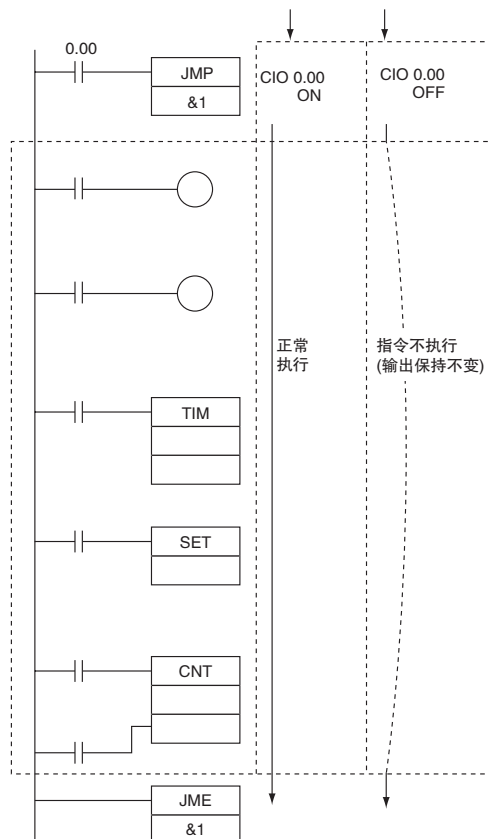 0.00
JMP
&1
CIO 0.00
ON
CIO 0.00
OFF
正常
执行
指令不执行
(输出保持不变)
TIM
SET
CNT
JME
&1